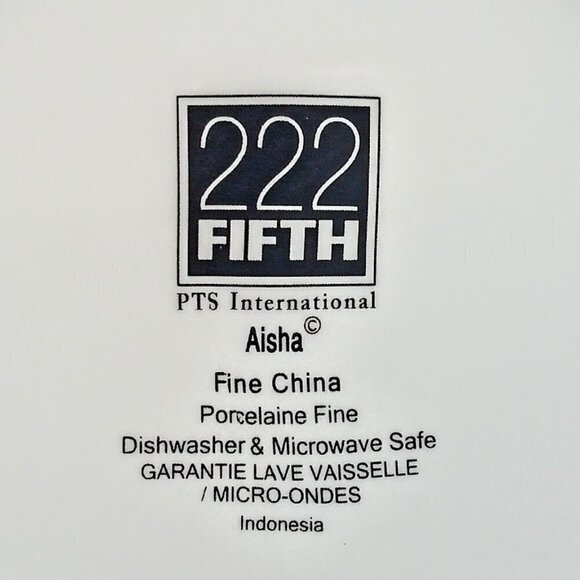 222
FIFTH
PTS International
Aisha©
Fine China
Porcelaine Fine
Dishwasher & Microwave Safe
GARANTIE LAVE VAISSELLE
/ MICRO-ONDES
Indonesia